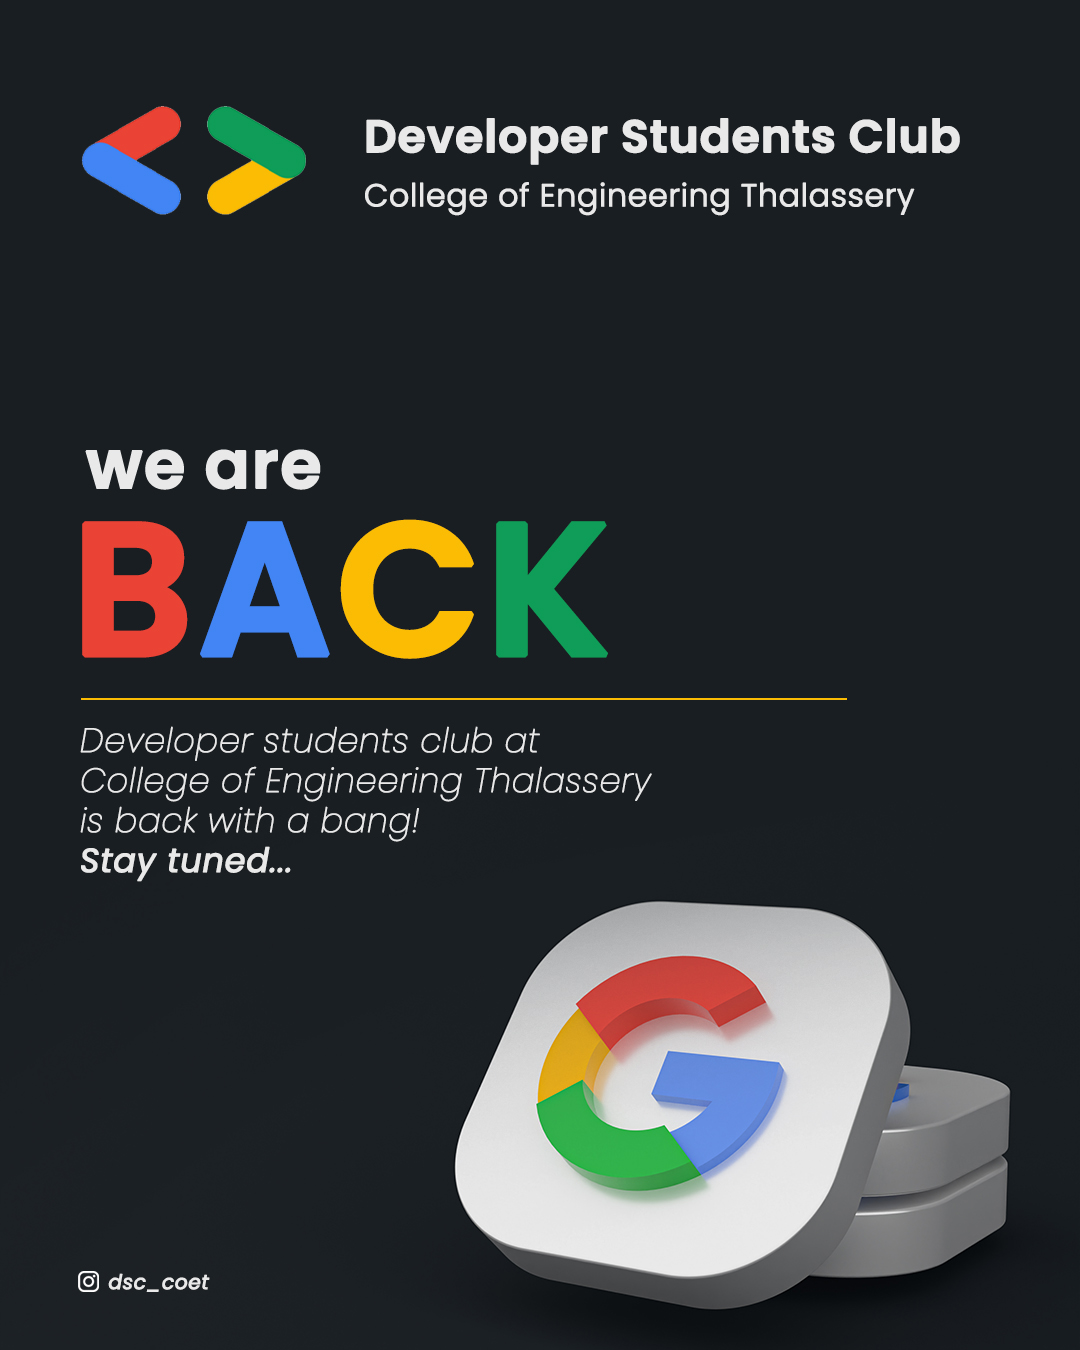 Developer Students Club
College of Engineering Thalassery
we are
BACK
Developer students club at
College of Engineering Thalassery
is back with a bang!
Stay tuned...
G
dsc_coet